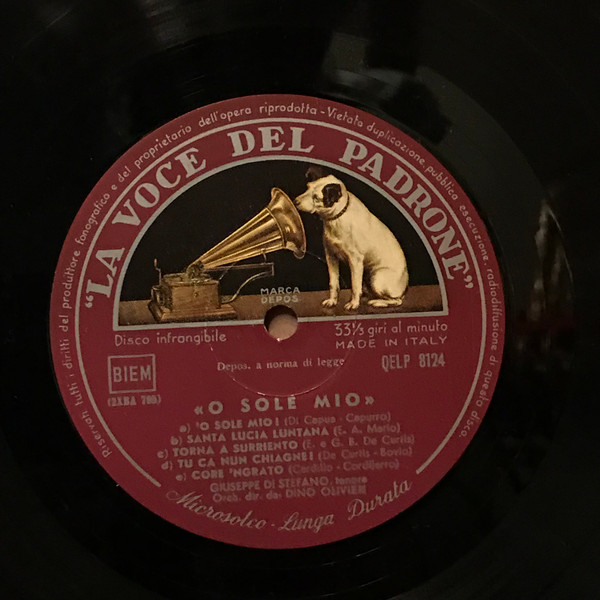 Riservati tutti i diritti del produttore fonografico e del proprietario dell'opera riprodotta - Vietata duplicazione, pubblica esecuzione, radiodiffusione di questo disco.
"LA VOCE DEL PADRONE"
MARCA
DEPOS
Disco infrangibile
33⅓ giri al minuto
MADE IN ITALY
Depos. a norma di legge
QELP 8124
BIEM
«O SOLE MIO»
a) 'O SOLE MIO! (Di Capua - Capurro)
b) SANTA LUCIA LUNTANA (E. A. Mario)
c) TORNA A SURRIENTO (E. e G. B. De Curtis)
d) TU CA NUN CHIAGNE! (De Curtis - Bovio)
e) CORE 'NGRATO (Cardillo - Cordiferro)
GIUSEPPE DI STEFANO, tenore
Orch. dir. da: DINO OLIVIERI
Microsolco - Lunga Durata